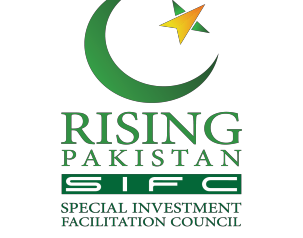 RISING
PAKISTAN
SIFC
SPECIAL INVESTMENT
FACILITATION COUNCIL